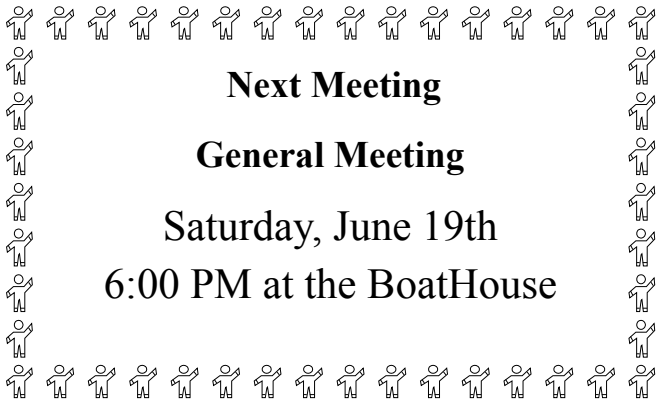 Next Meeting
General Meeting
Saturday, June 19th
6:00 PM at the BoatHouse